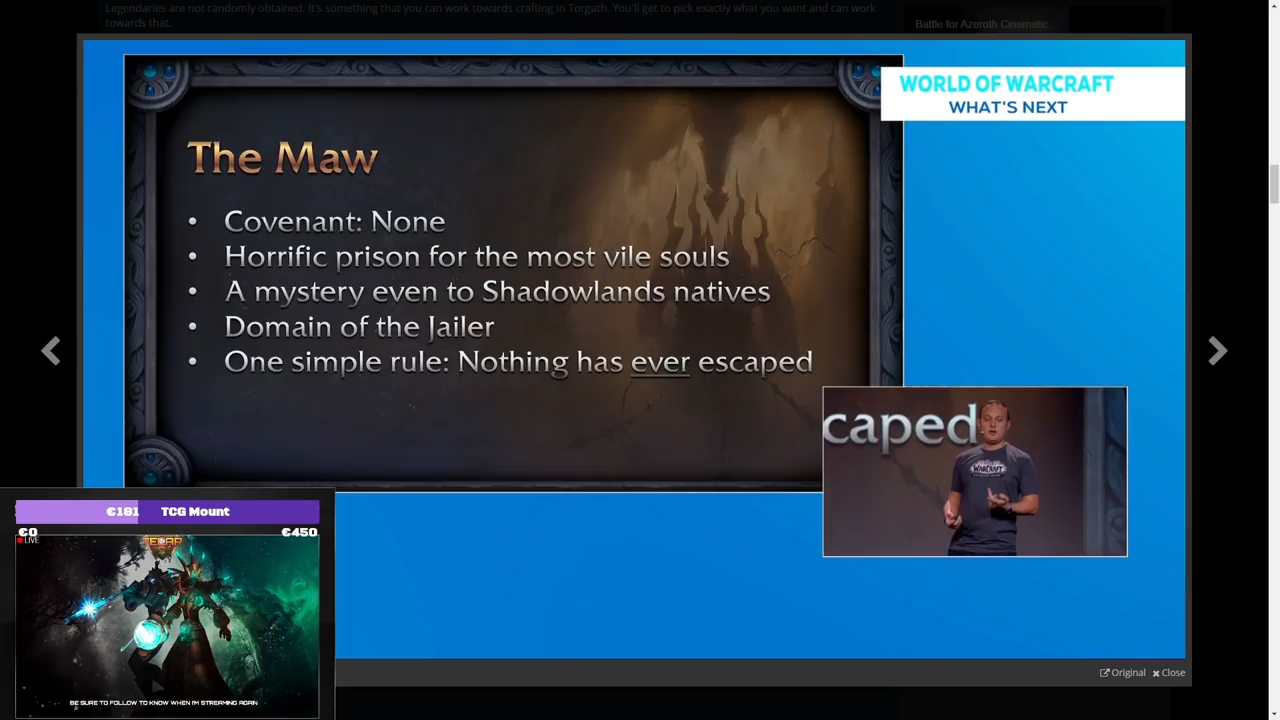 Legendaries are not randomly obtained. It's something that you can work towards crafting in Torgath. You'll get to pick exactly what you want and can work
towards that.
Battle for Azeroth Cinematic...
WORLD OF WARCRAFT
WHAT'S NEXT
The Maw
• Covenant: None
• Horrific prison for the most vile souls
• A mystery even to Shadowlands natives
• Domain of the Jailer
• One simple rule: Nothing has ever escaped
caped
WARCRAFT
€181 TCG Mount
€0 €450
LIVE
BE SURE TO FOLLOW TO KNOW WHEN I'M STREAMING AGAIN
Original × Close